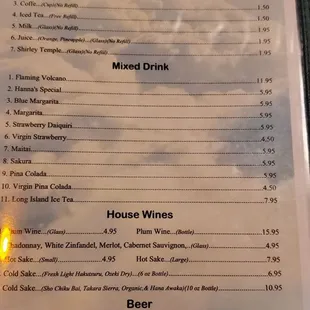 3. Coffe...(Cup)(No Refill) 1.50
4. Iced Tea...(Free Refill) 1.50
5. Milk...(Glass)(No Refill) 1.95
6. Juice...(Orange, Pineapple)...(Glass)(No Refill) 1.95
7. Shirley Temple...(Glass)(No Refill) 1.95
Mixed Drink
1. Flaming Volcano 11.95
2. Hanna's Special 5.95
3. Blue Margarita 5.95
4. Margarita 5.95
5. Strawberry Daiquiri 5.95
6. Virgin Strawberry 4.50
7. Maitai 5.95
8. Sakura 5.95
9. Pina Colada 5.95
10. Virgin Pina Colada 4.50
11. Long Island Ice Tea 7.95
House Wines
Plum Wine...(Glass) 4.95 Plum Wine...(Bottle) 15.95
Chadonnay, White Zinfandel, Merlot, Cabernet Sauvignon,..(Glass) 4.95
Hot Sake...(Small) 4.95 Hot Sake...(Large) 7.95
Cold Sake...(Fresh Light Hakutsuru, Ozeki Dry)...(6 oz Bottle) 6.95
Cold Sake...(Sho Chiku Bai, Takara Sierra, Organic & Hana Awaka)(10 oz Bottle) 10.95
Beer